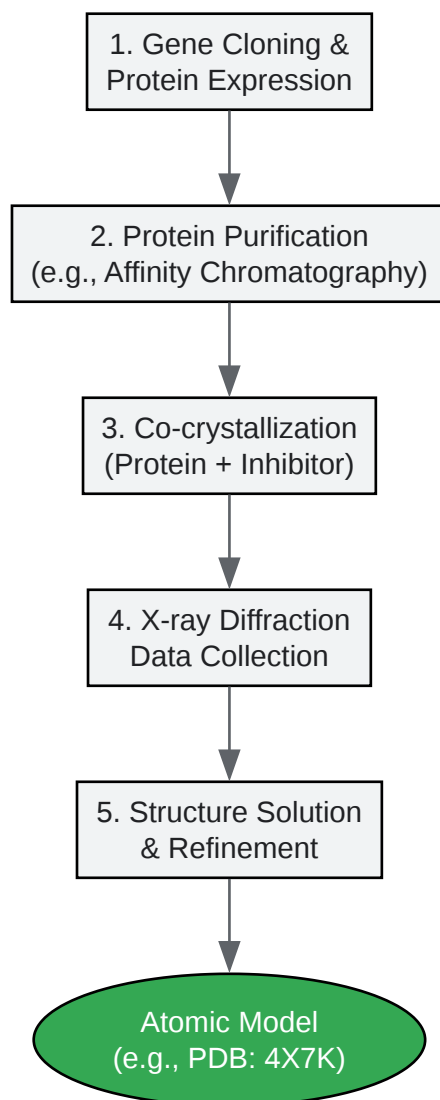 1. Gene Cloning &
Protein Expression
2. Protein Purification
(e.g., Affinity Chromatography)
3. Co-crystallization
(Protein + Inhibitor)
4. X-ray Diffraction
Data Collection
5. Structure Solution
& Refinement
Atomic Model
(e.g., PDB: 4X7K)